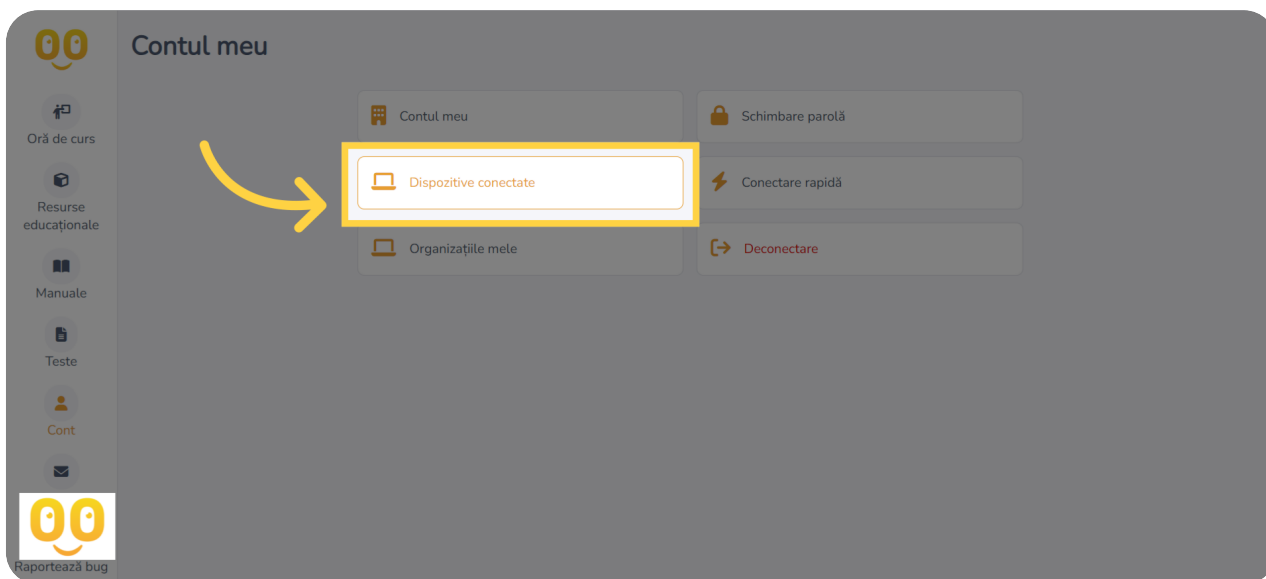 Contul meu
Oră de curs
Resurse
educaționale
Manuale
Teste
Cont
Raportează bug
Contul meu
Schimbare parolă
Dispozitive conectate
Conectare rapidă
Organizațiile mele
Deconectare